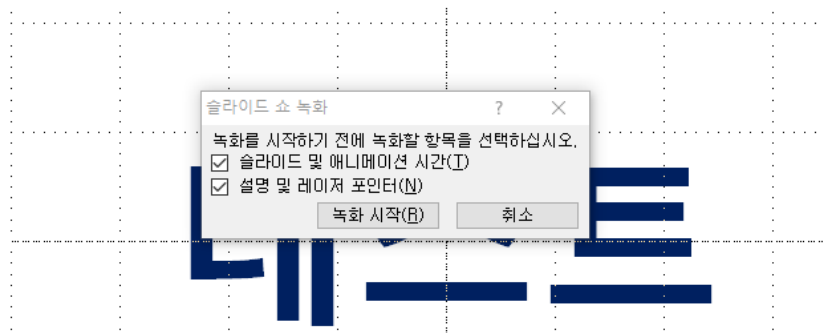 슬라이드 쇼 녹화
녹화를 시작하기 전에 녹화할 항목을 선택하십시오.
슬라이드 및 애니메이션 시간(T)
설명 및 레이저 포인터(N)
녹화 시작(R) 취소